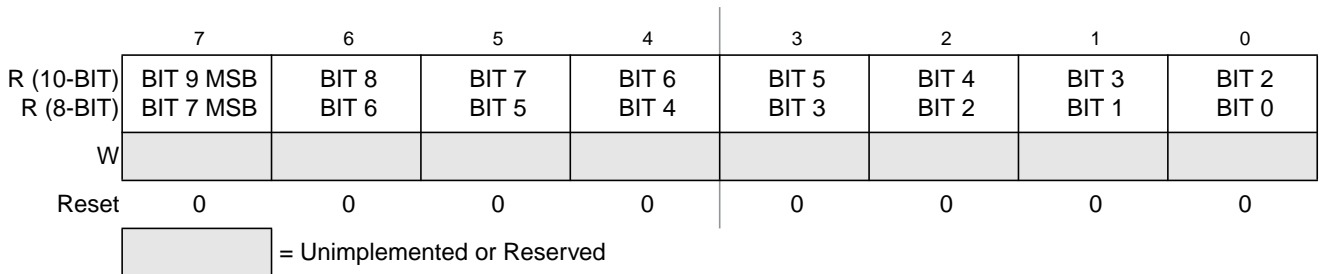 7 6 5 4 3 2 1 0
R (10-BIT) BIT 9 MSB BIT 8 BIT 7 BIT 6 BIT 5 BIT 4 BIT 3 BIT 2
R (8-BIT) BIT 7 MSB BIT 6 BIT 5 BIT 4 BIT 3 BIT 2 BIT 1 BIT 0
W
Reset 0 0 0 0 0 0 0 0
= Unimplemented or Reserved